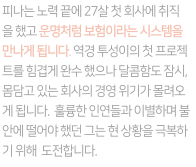 피나는 노력 끝에 27살 첫 회사에 취직
을 했고 운명처럼 보험이라는 시스템을
만나게 됩니다. 역경 투성이의 첫 프로젝
트를 힘겹게 완수 했으나 달콤함도 잠시,
몸담고 있는 회사의 경영 위기가 몰려오
게 됩니다. 훌륭한 인연들과 이별하며 불
안에 떨어야 했던 그는 현 상황을 극복하
기 위해 도전합니다.